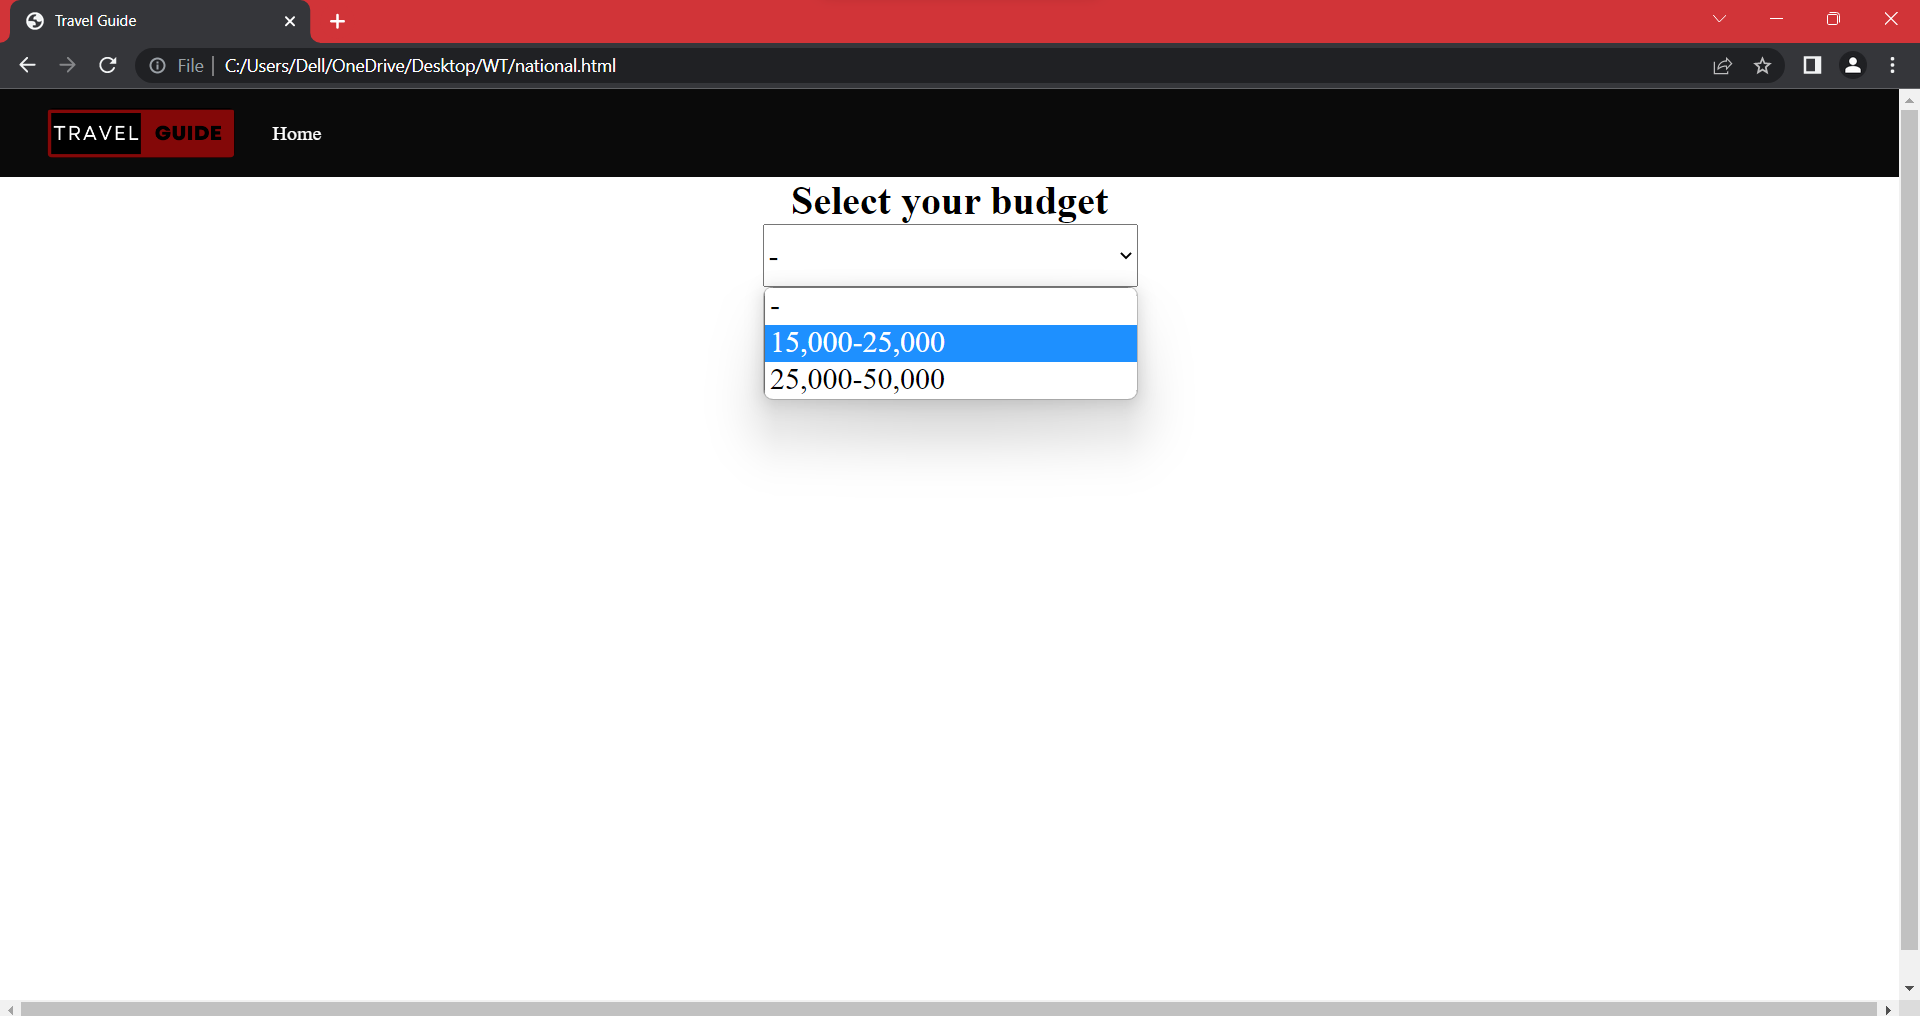 Travel Guide
File | C:/Users/Dell/OneDrive/Desktop/WT/national.html
TRAVEL GUIDE Home
Select your budget
-
-
15,000-25,000
25,000-50,000